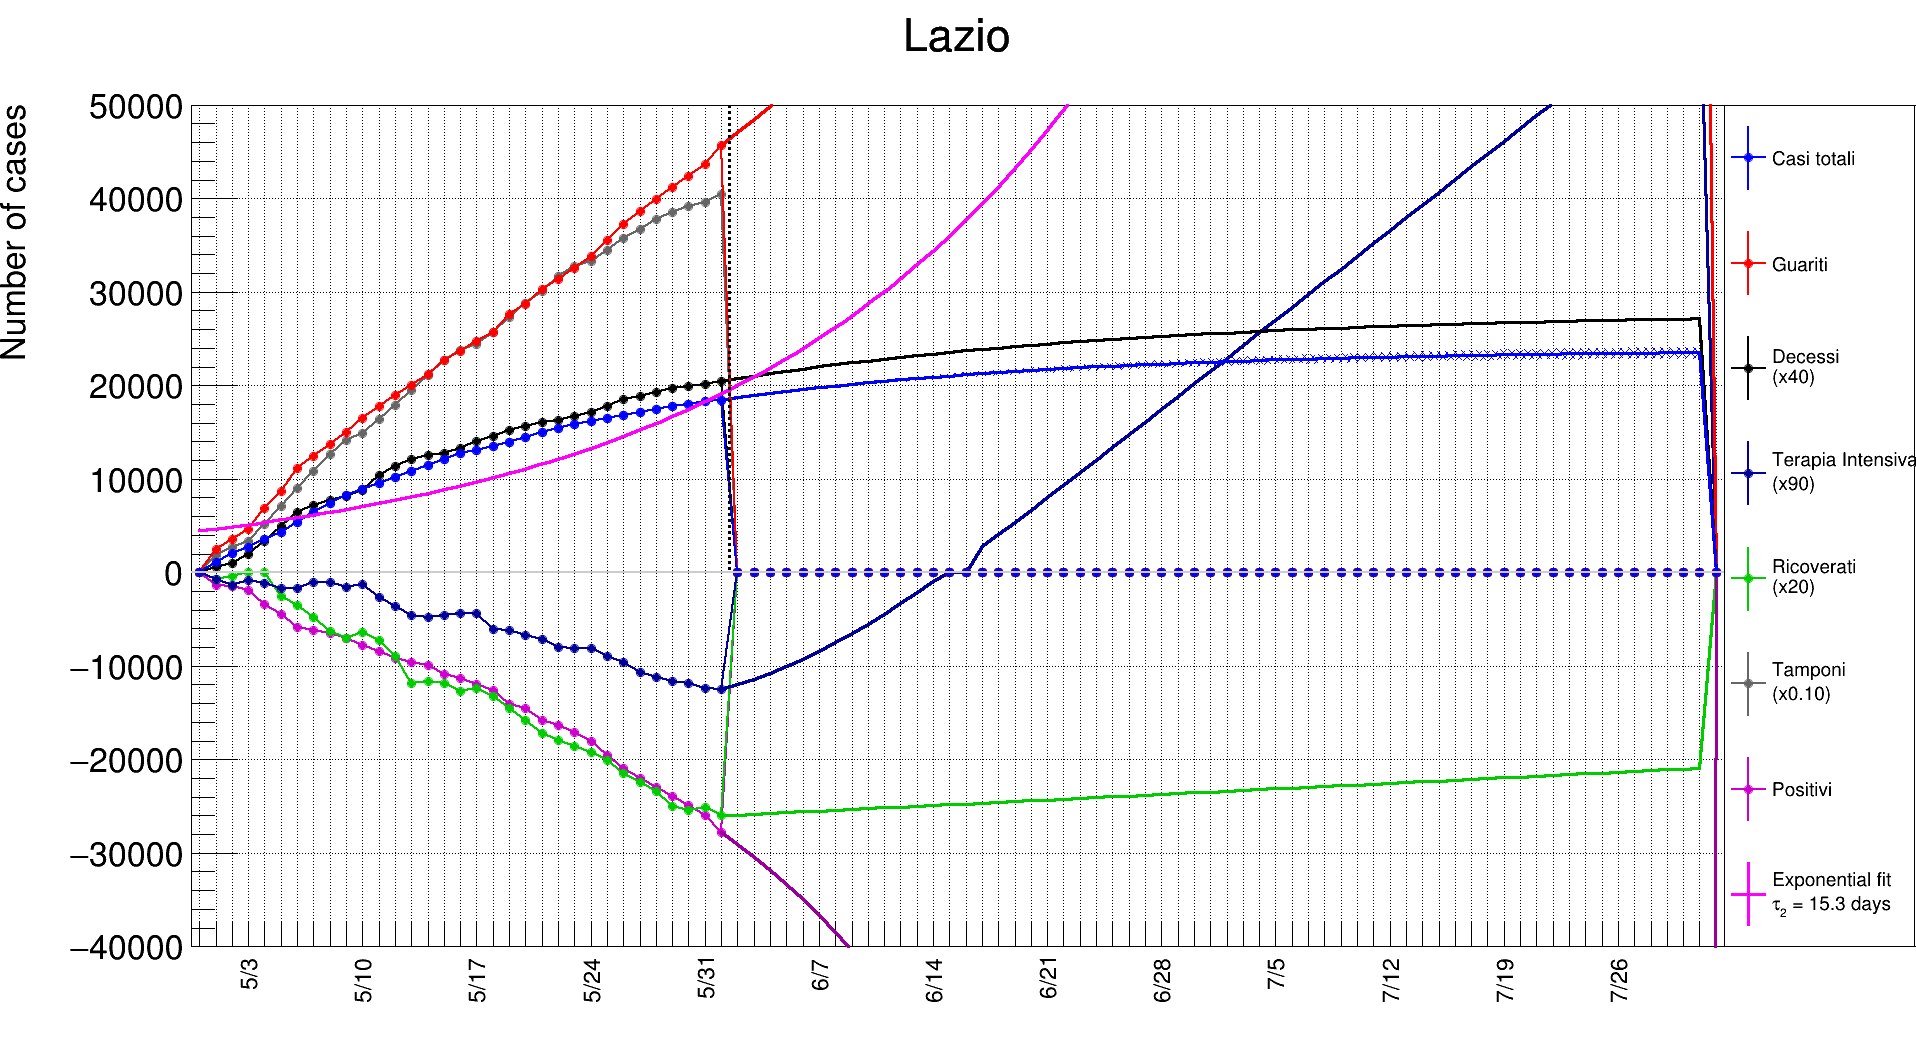 Lazio
Number of cases
50000
40000
30000
20000
10000
0
−10000
−20000
−30000
−40000
5/3
5/10
5/17
5/24
5/31
6/7
6/14
6/21
6/28
7/5
7/12
7/19
7/26
Casi totali
Guariti
Decessi
(x40)
Terapia Intensiva
(x90)
Ricoverati
(x20)
Tamponi
(x0.10)
Positivi
Exponential fit
τ2 = 15.3 days